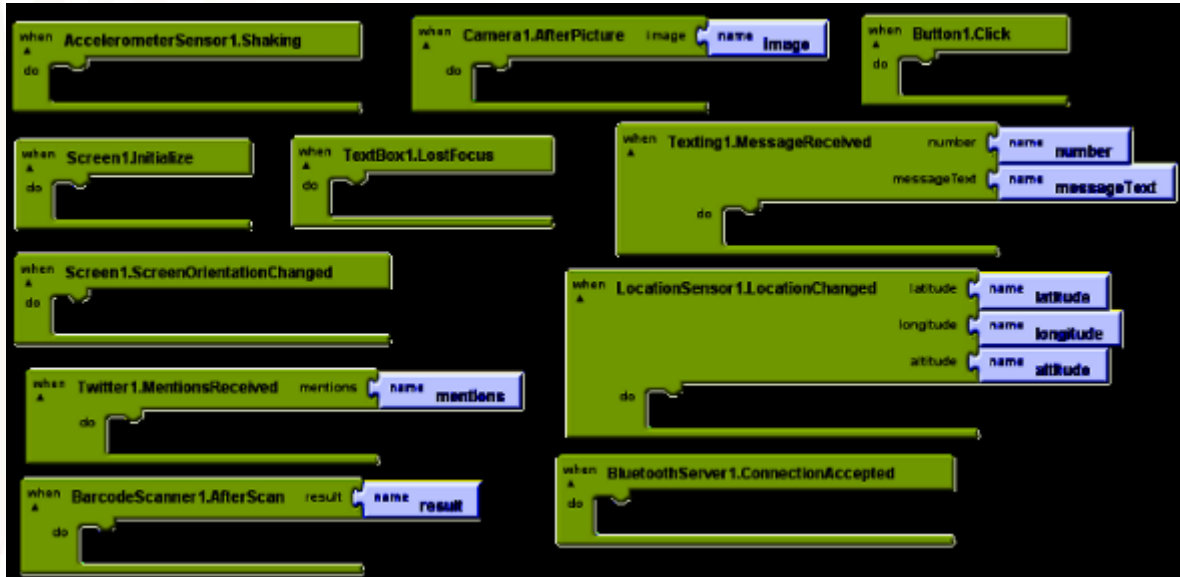 when AccelerometerSensor1.Shaking
do
when Camera1.AfterPicture image name image
do
when Button1.Click
do
when Screen1.Initialize
do
when TextBox1.LostFocus
do
when Texting1.MessageReceived number name number
messageText name messageText
do
when Screen1.ScreenOrientationChanged
do
when LocationSensor1.LocationChanged latitude name latitude
longitude name longitude
altitude name altitude
do
when Twitter1.MentionsReceived mentions name mentions
do
when BarcodeScanner1.AfterScan result name result
do
when BluetoothServer1.ConnectionAccepted
do